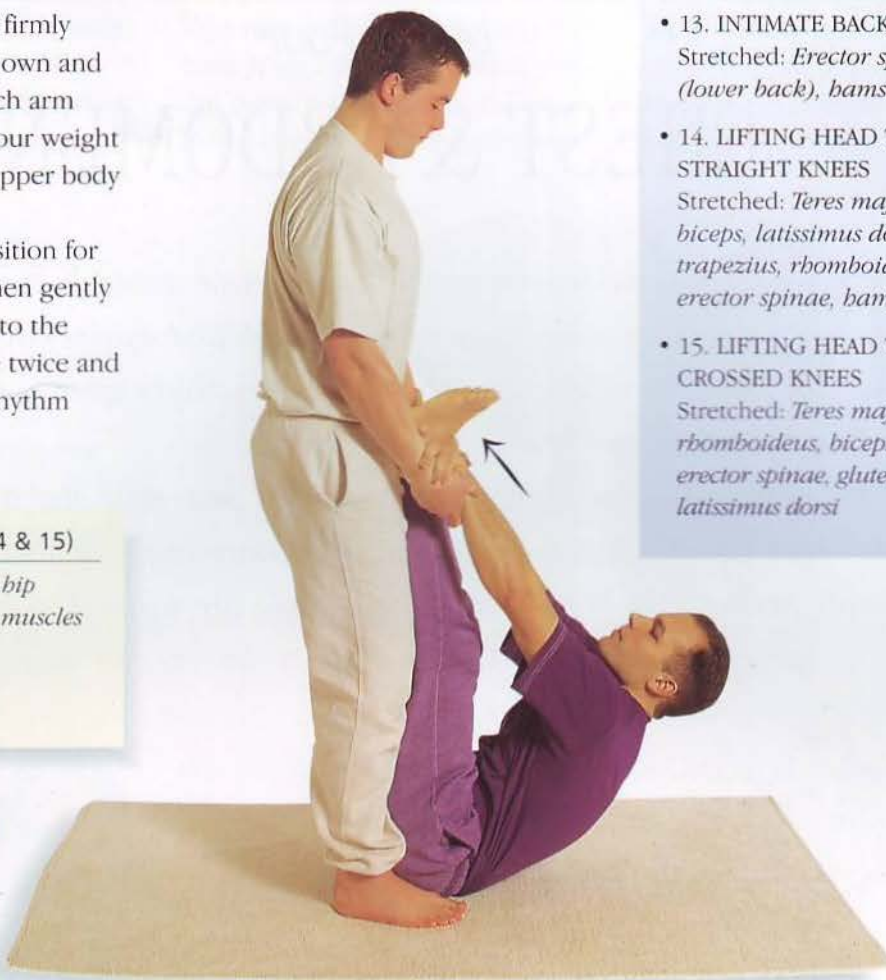 firmly
own and
ch arm
our weight
pper body
sition for
hen gently
to the
twice and
hythm
4 & 15)
hip
muscles
• 13. INTIMATE BACK
Stretched: Erector s
(lower back), hams
• 14. LIFTING HEAD
STRAIGHT KNEES
Stretched: Teres ma
biceps, latissimus do
trapezius, rhomboid
erector spinae, ham
• 15. LIFTING HEAD
CROSSED KNEES
Stretched: Teres ma
rhomboideus, bicep
erector spinae, glute
latissimus dorsi